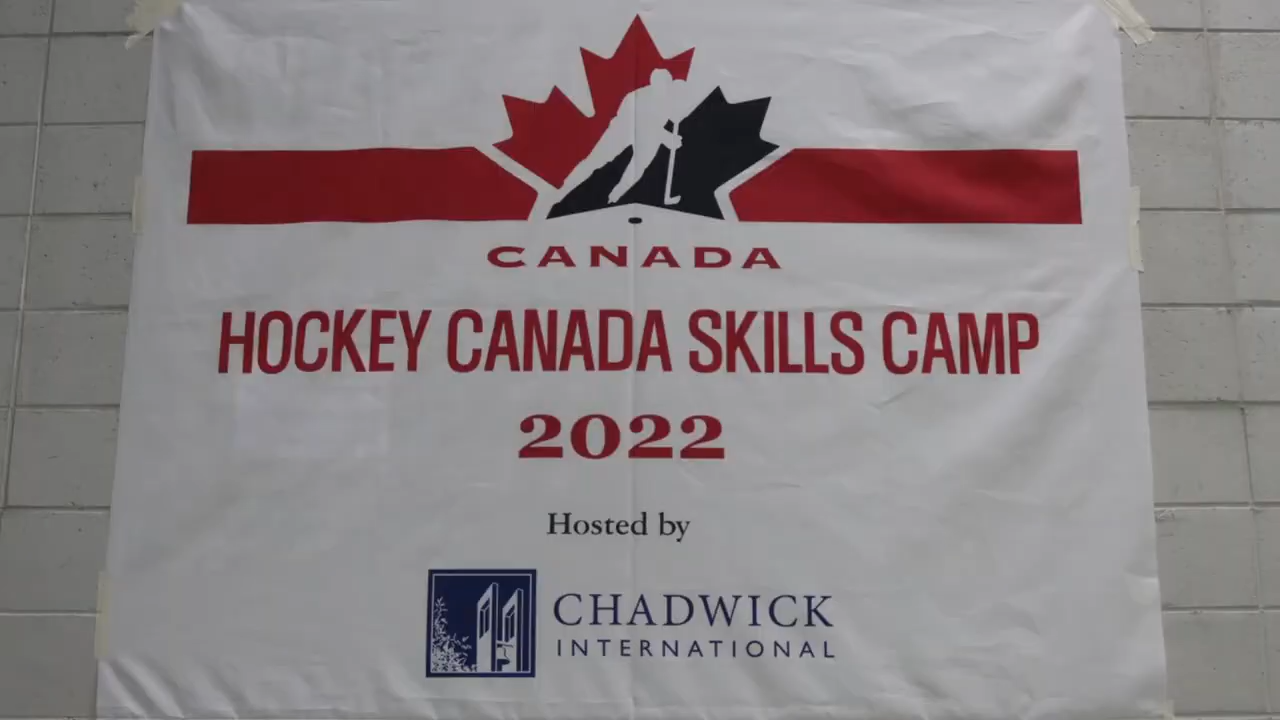 CANADA
HOCKEY CANADA SKILLS CAMP
2022
Hosted by
CHADWICK
INTERNATIONAL